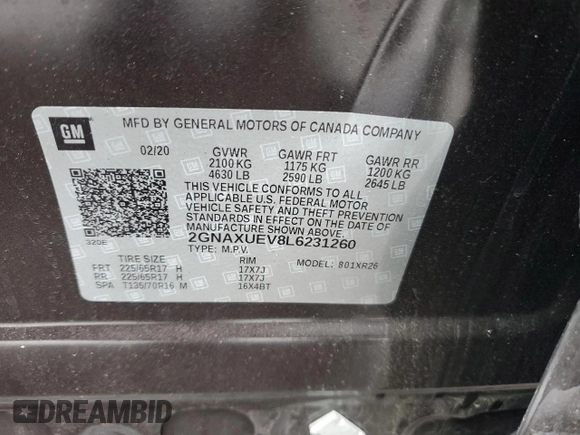 GM
MFD BY GENERAL MOTORS OF CANADA COMPANY
02/20 GVWR GAWR FRT GAWR RR
2100 KG 1175 KG 1200 KG
4630 LB 2590 LB 2645 LB
THIS VEHICLE CONFORMS TO ALL
APPLICABLE U.S. FEDERAL MOTOR
VEHICLE SAFETY AND THEFT PREVENTION
STANDARDS IN EFFECT ON THE DATE OF
MANUFACTURE SHOWN ABOVE.
2GNAXUEV8L6231260
320E TYPE: M.P.V. MODEL: 801XR26
TIRE SIZE RIM
FRT 225/65R17 H 17X7J
RR 225/65R17 H 17X7J
SPA T135/70R16 M 16X4BT
DREAMBID